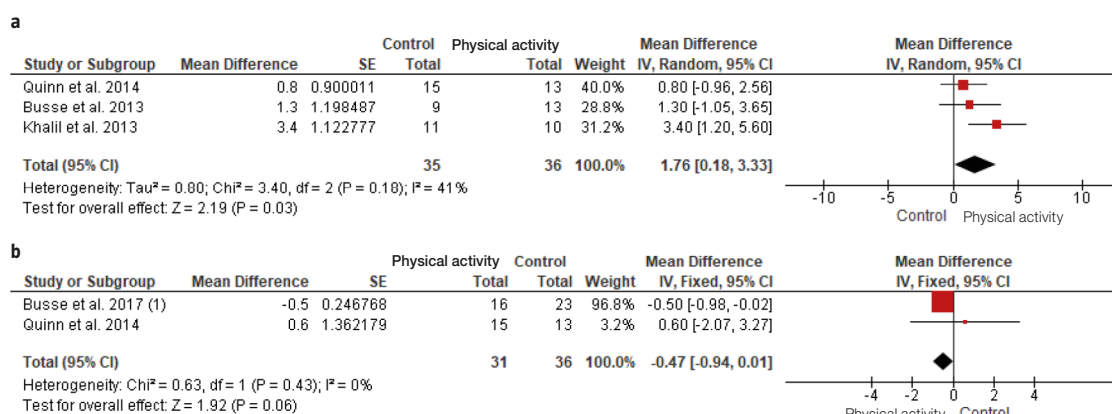 a
Control Physical activity Mean Difference Mean Difference
Study or Subgroup Mean Difference SE Total Total Weight IV, Random, 95% CI IV, Random, 95% CI
Quinn et al. 2014 0.8 0.900011 15 13 40.0% 0.80 [-0.96, 2.56]
Busse et al. 2013 1.3 1.198487 9 13 28.8% 1.30 [-1.05, 3.65]
Khalil et al. 2013 3.4 1.122777 11 10 31.2% 3.40 [1.20, 5.60]
Total (95% CI) 35 36 100.0% 1.76 [0.18, 3.33]
Heterogeneity: Tau² = 0.80; Chi² = 3.40, df = 2 (P = 0.18); I² = 41%
Test for overall effect: Z = 2.19 (P = 0.03)
-10 -5 0 5 10
Control Physical activity
b
Physical activity Control Mean Difference Mean Difference
Study or Subgroup Mean Difference SE Total Total Weight IV, Fixed, 95% CI IV, Fixed, 95% CI
Busse et al. 2017 (1) -0.5 0.246768 16 23 96.8% -0.50 [-0.98, -0.02]
Quinn et al. 2014 0.6 1.362179 15 13 3.2% 0.60 [-2.07, 3.27]
Total (95% CI) 31 36 100.0% -0.47 [-0.94, 0.01]
Heterogeneity: Chi² = 0.63, df = 1 (P = 0.43); I² = 0%
Test for overall effect: Z = 1.92 (P = 0.06)
-4 -2 0 2 4
Physical activity Control